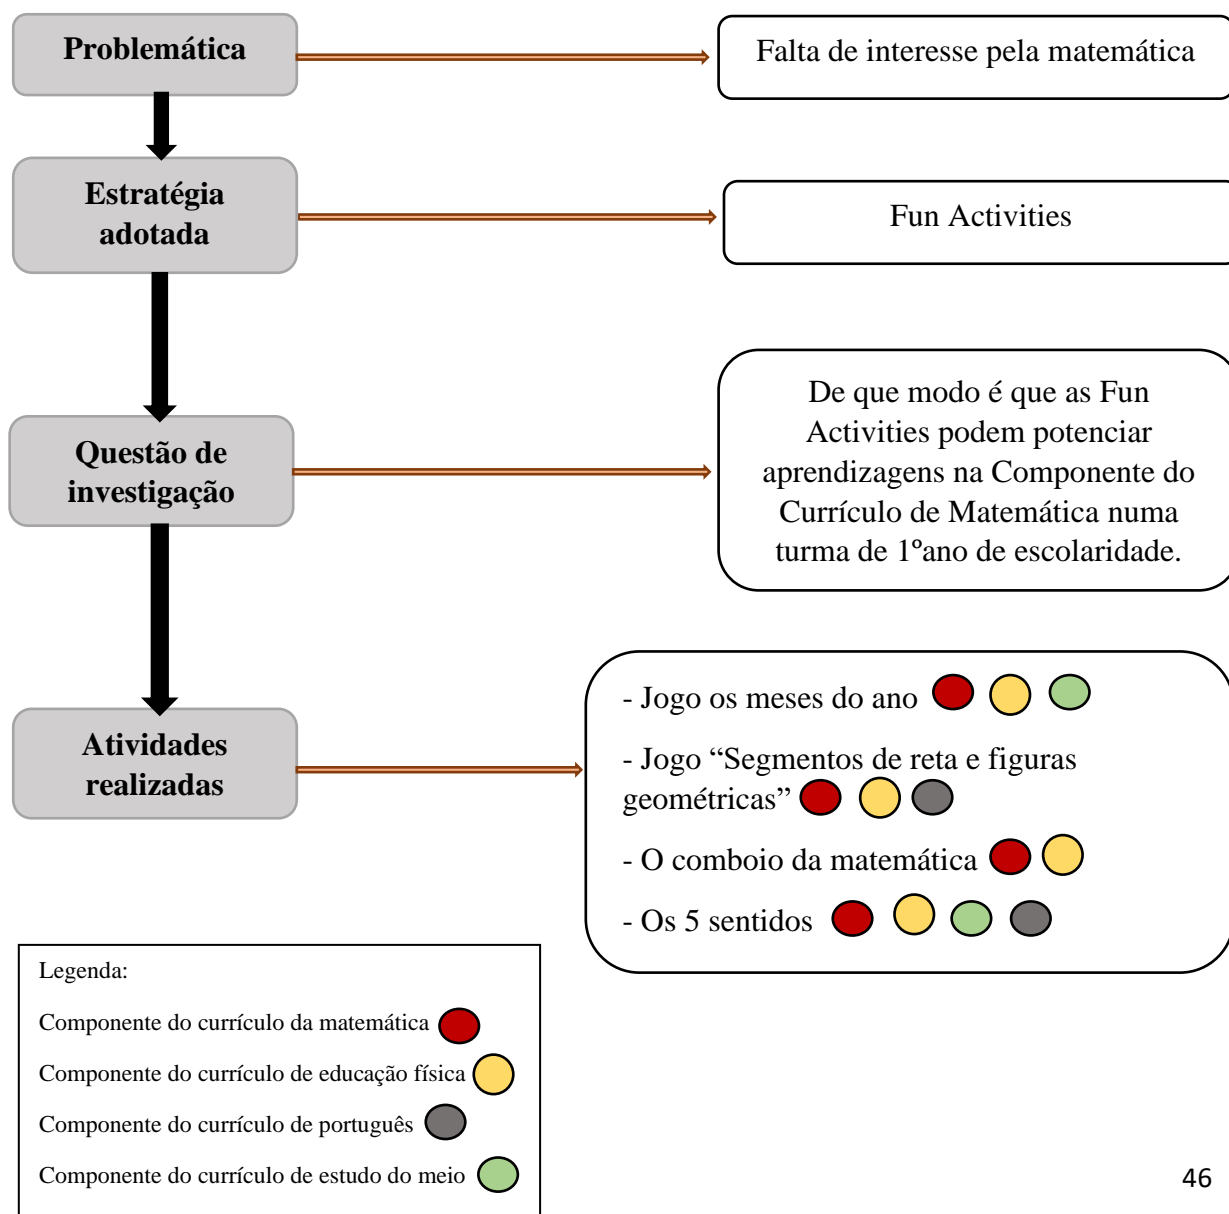 Problemática
Falta de interesse pela matemática
Estratégia
adotada
Fun Activities
Questão de
investigação
De que modo é que as Fun
Activities podem potenciar
aprendizagens na Componente do
Currículo de Matemática numa
turma de 1ºano de escolaridade.
Atividades
realizadas
- Jogo os meses do ano
- Jogo “Segmentos de reta e figuras
geométricas”
- O comboio da matemática
- Os 5 sentidos
Legenda:
Componente do currículo da matemática
Componente do currículo de educação física
Componente do currículo de português
Componente do currículo de estudo do meio
46